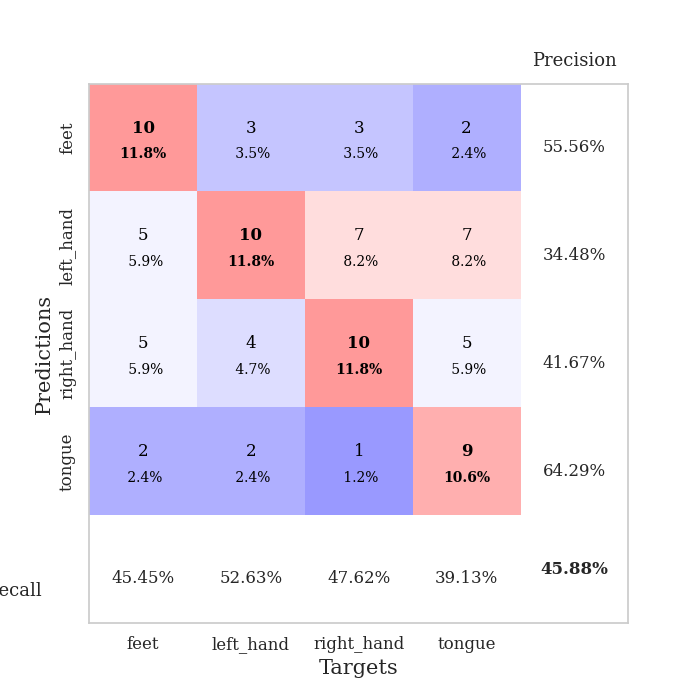 Precision
feet
10 3 3 2 55.56%
11.8% 3.5% 3.5% 2.4%
left_hand
5 10 7 7 34.48%
5.9% 11.8% 8.2% 8.2%
Predictions
right_hand
5 4 10 5 41.67%
5.9% 4.7% 11.8% 5.9%
tongue
2 2 1 9 64.29%
2.4% 2.4% 1.2% 10.6%
ecall 45.45% 52.63% 47.62% 39.13% 45.88%
feet left_hand right_hand tongue
Targets